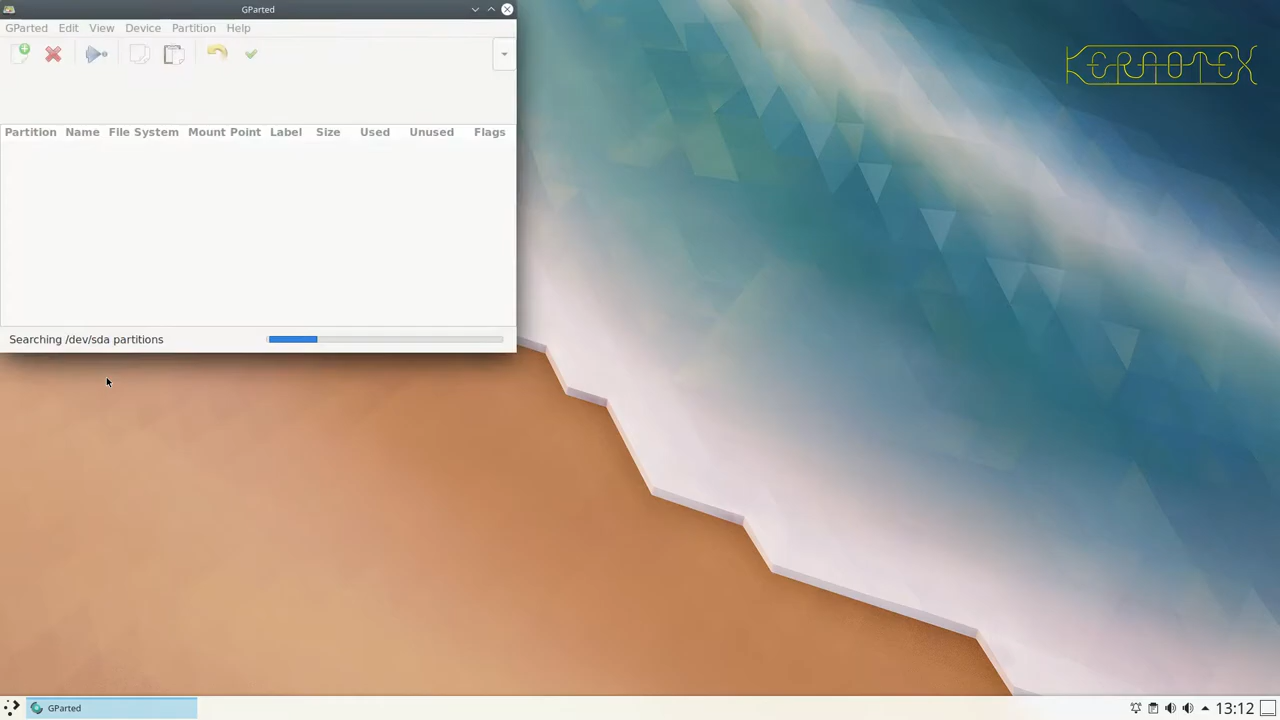 GParted
GParted Edit View Device Partition Help
Partition Name File System Mount Point Label Size Used Unused Flags
Searching /dev/sda partitions
KERAOTEX
GParted
13:12